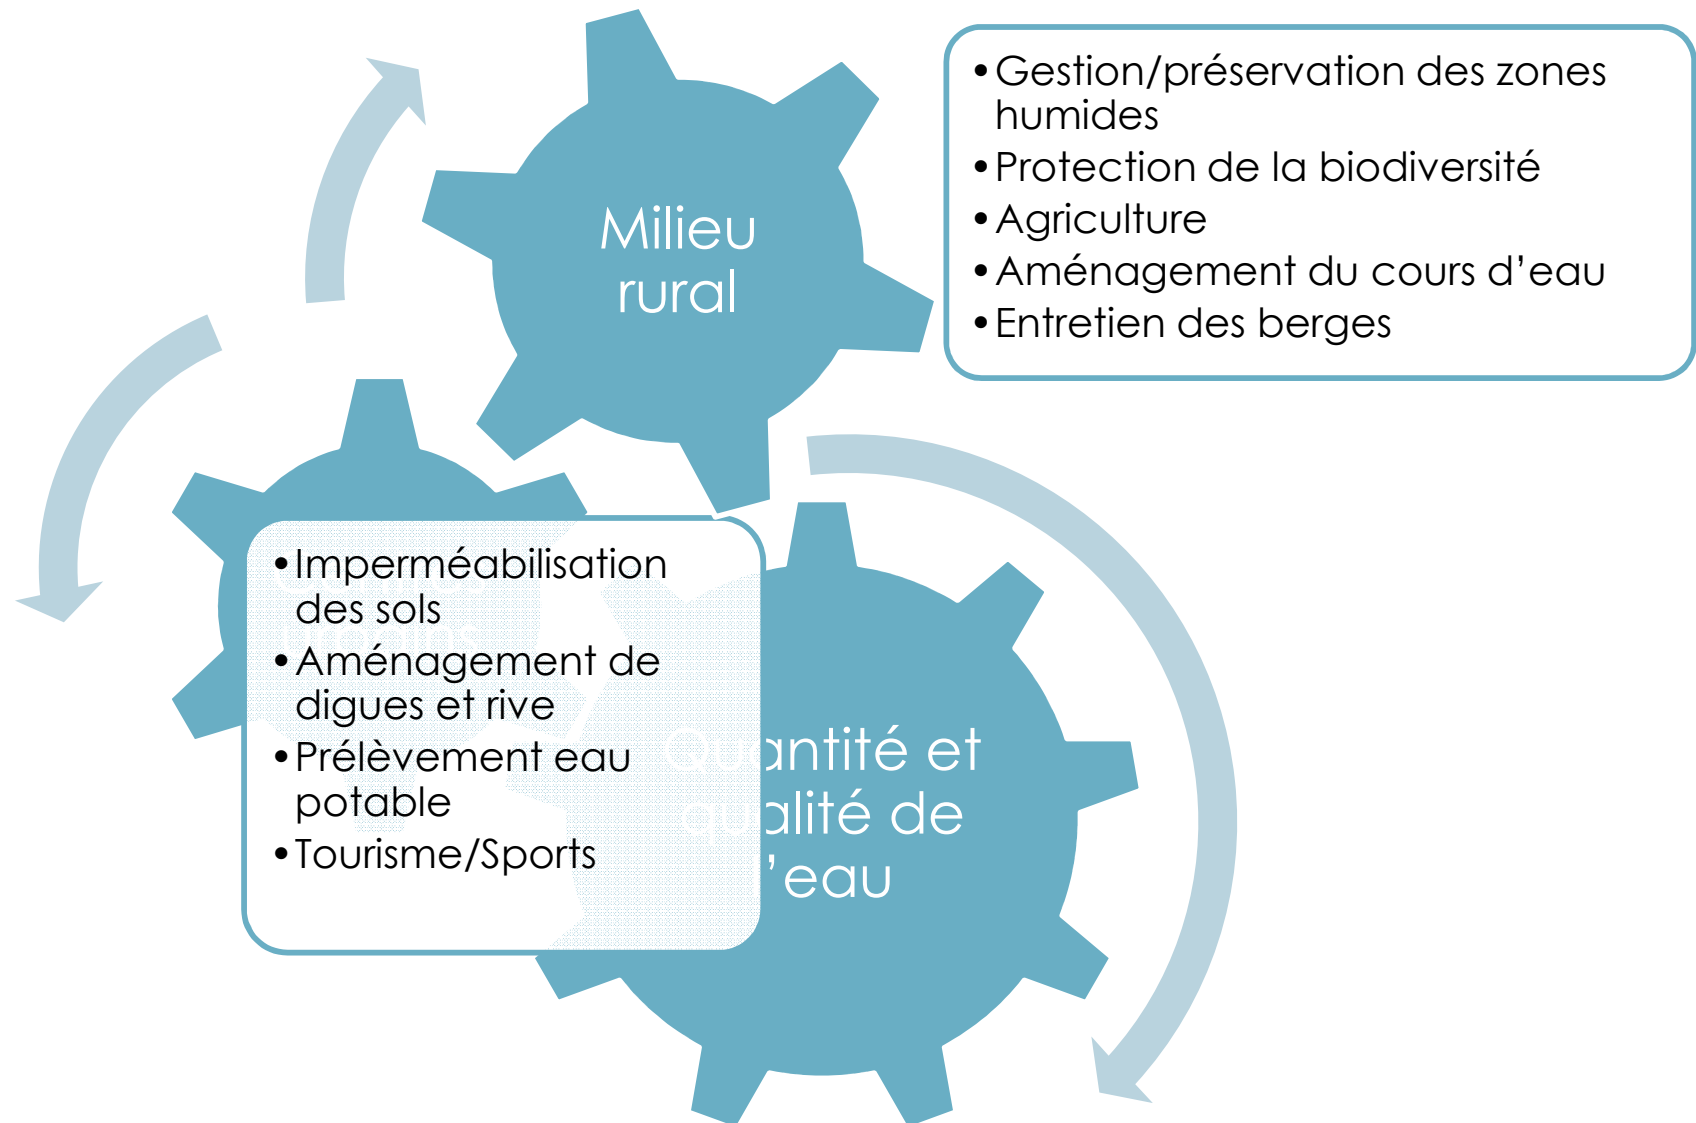 Milieu
rural
•Gestion/préservation des zones
humides
•Protection de la biodiversité
•Agriculture
•Aménagement du cours d’eau
•Entretien des berges
•Imperméabilisation
des sols
•Aménagement de
digues et rive
•Prélèvement eau
potable
•Tourisme/Sports
Quantité et
qualité de
l’eau